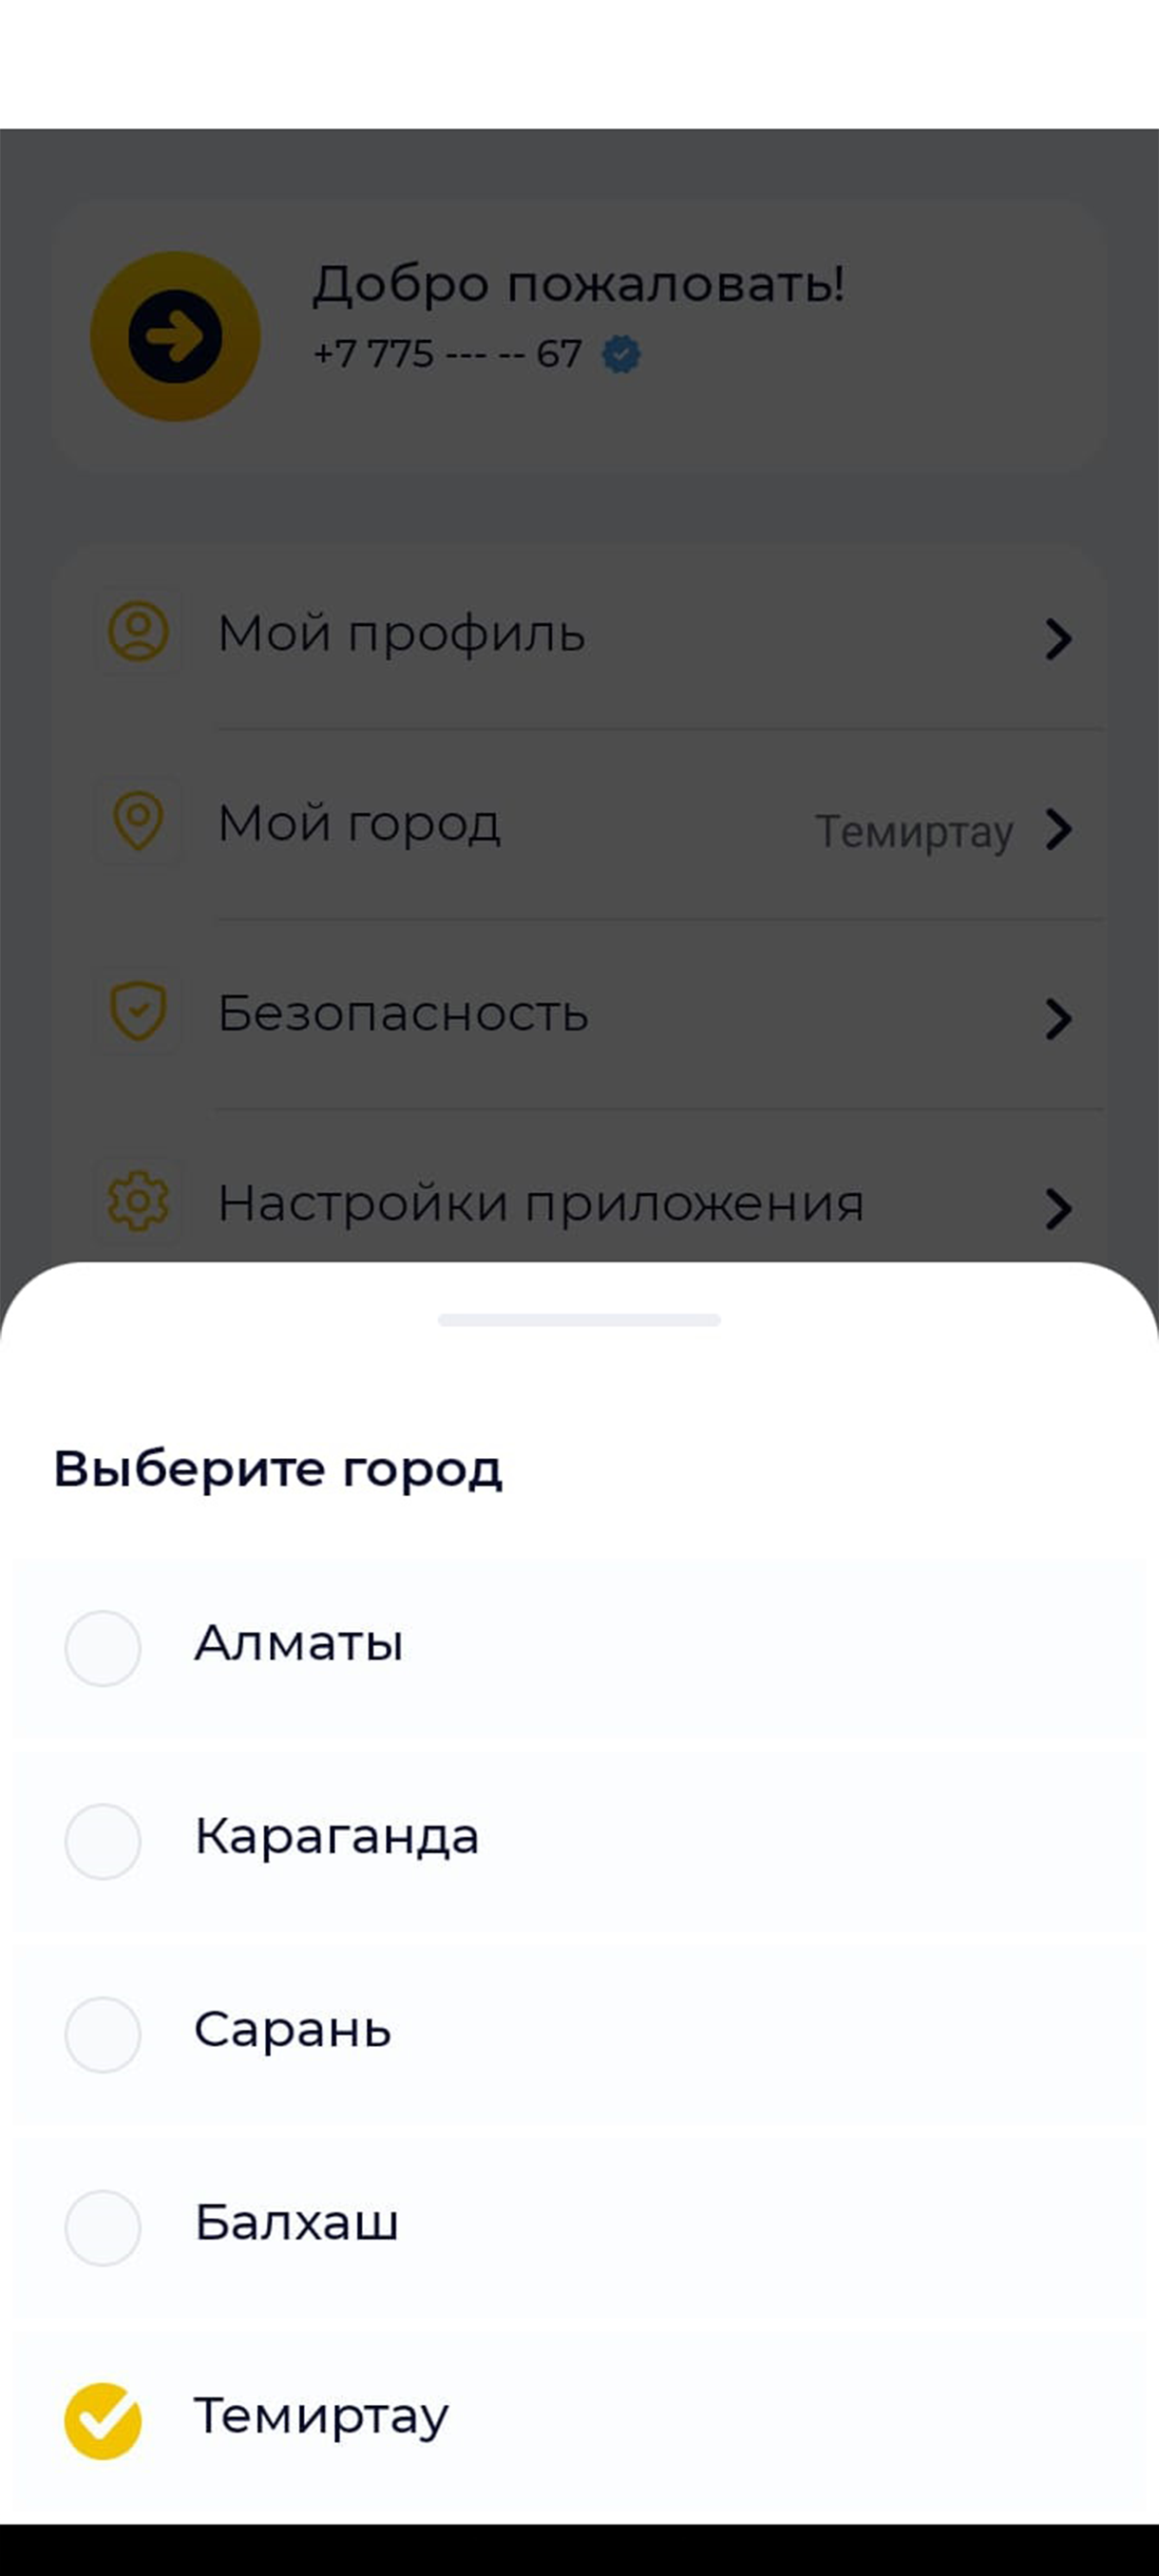 Добро пожаловать!
+7 775 --- -- 67
Мой профиль
Мой город
Темиртау
Безопасность
Настройки приложения
Выберите город
Алматы
Караганда
Сарань
Балхаш
Темиртау